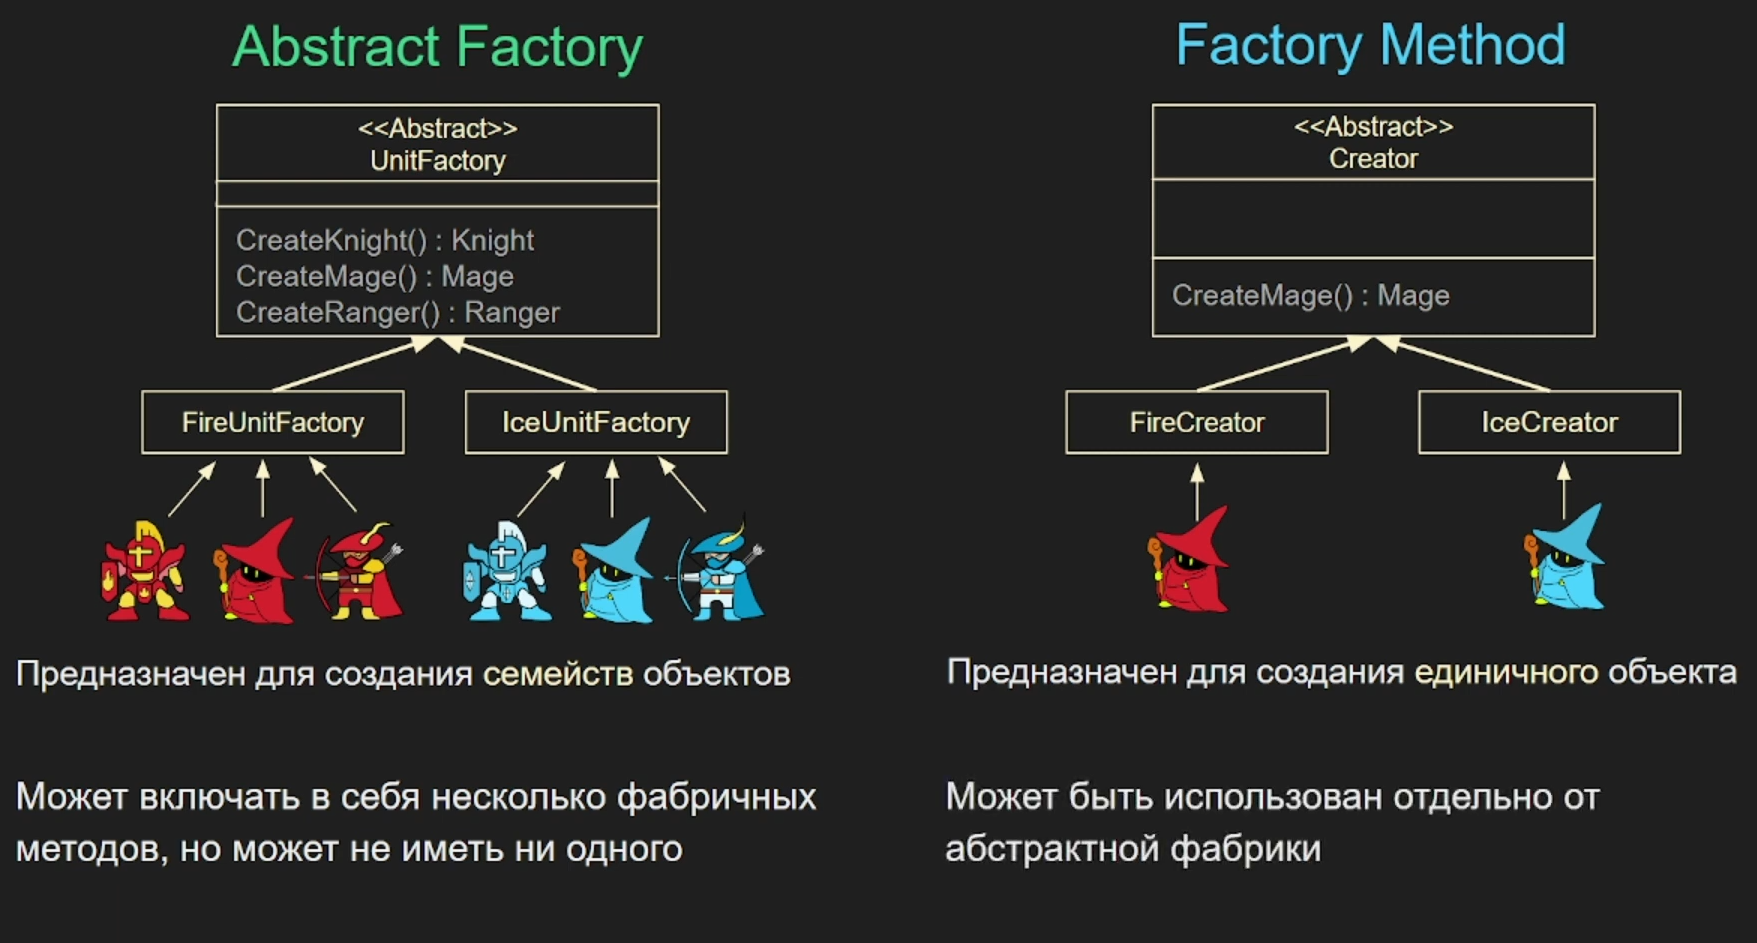 Abstract Factory
<<Abstract>>
UnitFactory
CreateKnight() : Knight
CreateMage() : Mage
CreateRanger() : Ranger
FireUnitFactory
IceUnitFactory
Предназначен для создания семейств объектов
Может включать в себя несколько фабричных
методов, но может не иметь ни одного
Factory Method
<<Abstract>>
Creator
CreateMage() : Mage
FireCreator
IceCreator
Предназначен для создания единичного объекта
Может быть использован отдельно от
абстрактной фабрики